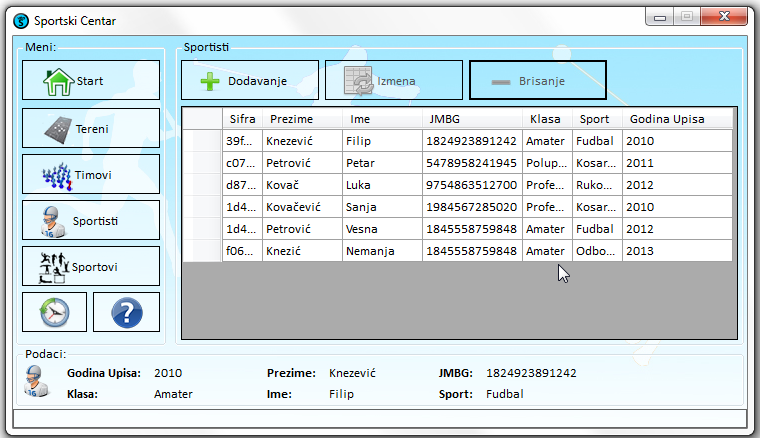 Sportski Centar
Meni:
Start
Tereni
Timovi
Sportisti
Sportovi
Sportisti
Dodavanje Izmena Brisanje
Sifra Prezime Ime JMBG Klasa Sport Godina Upisa
39f... Knezević Filip 1824923891242 Amater Fudbal 2010
c07... Petrović Petar 5478958241945 Polup... Kosar... 2011
d87... Kovač Luka 9754863512700 Profe... Ruko... 2012
1d4... Kovačević Sanja 1984567285020 Profe... Kosar... 2010
1d4... Petrović Vesna 1845558759848 Amater Fudbal 2012
f06... Knezić Nemanja 1845558759848 Amater Odbo... 2013
Podaci:
Godina Upisa: 2010 Prezime: Knezević JMBG: 1824923891242
Klasa: Amater Ime: Filip Sport: Fudbal